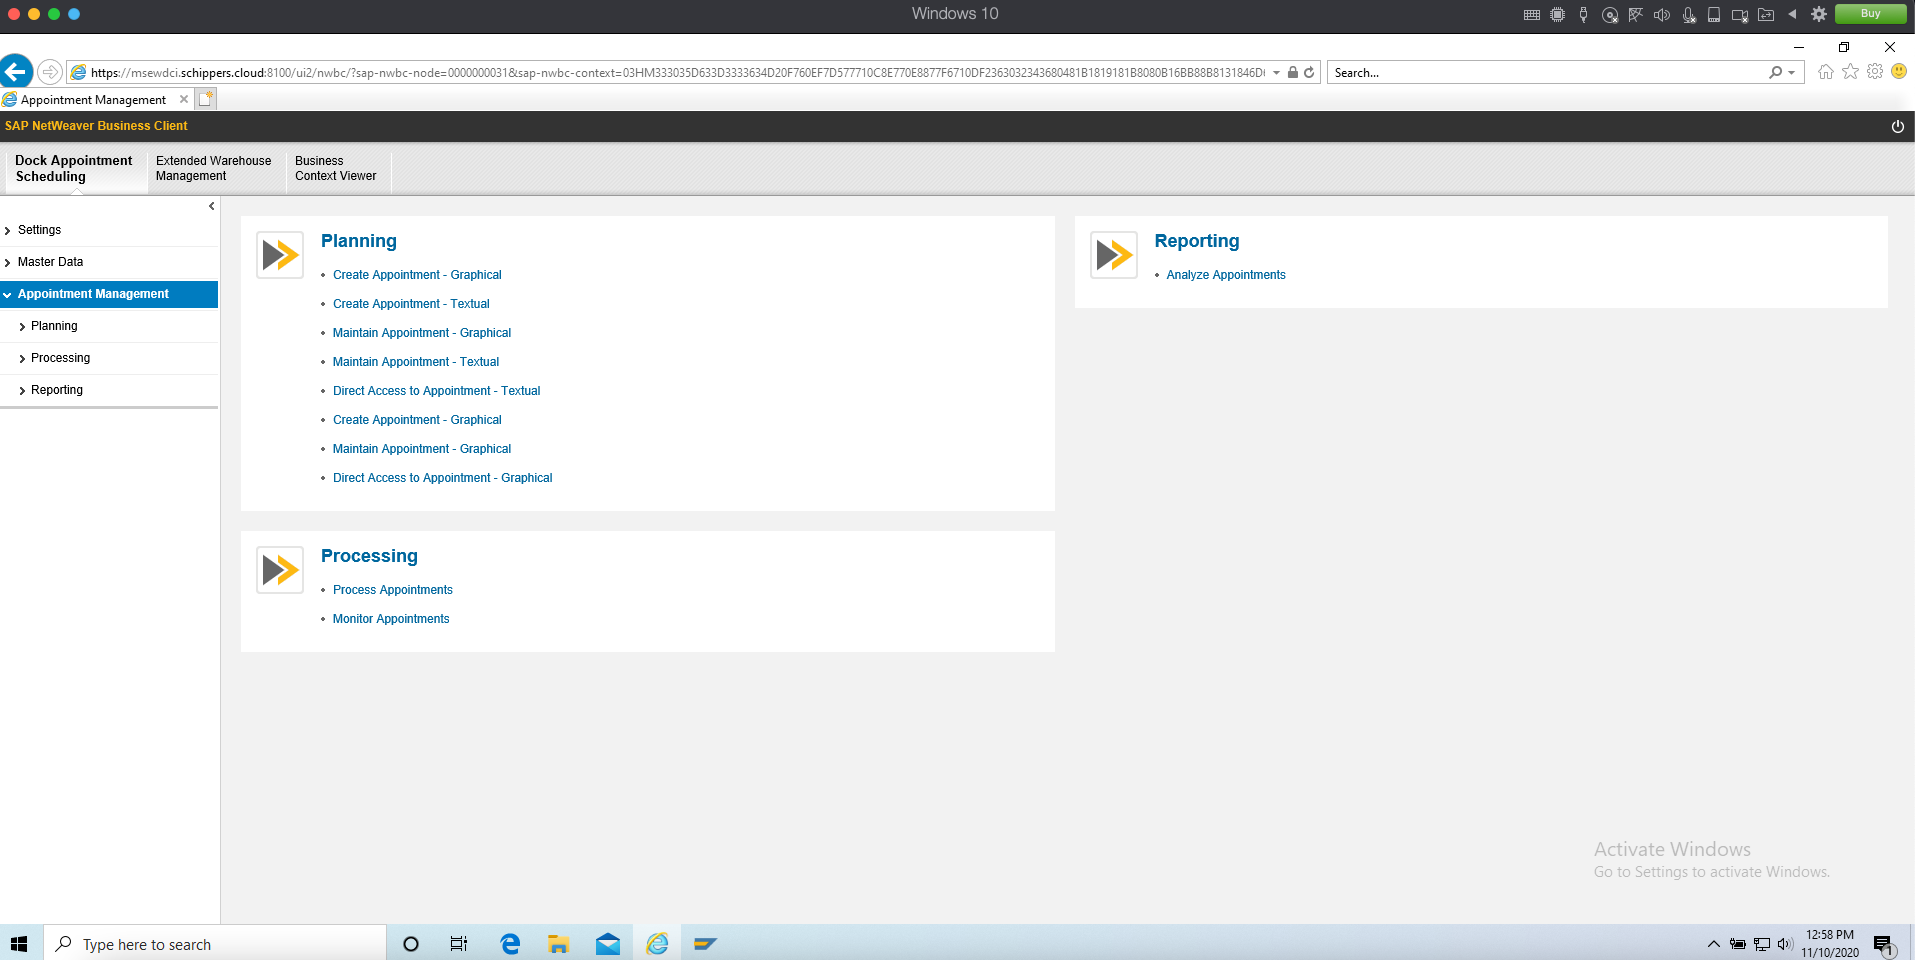 Windows 10
Buy
https://msewdci.schippers.cloud:8100/ui2/nwbc/?sap-nwbc-node=0000000031&sap-nwbc-context=03HM333035D633D3333634D20F760EF7D577710C8E770E8877F6710DF2363032343680481B1819181B8080B16BB88B8131846D
Search...
Appointment Management
SAP NetWeaver Business Client
Dock Appointment
Scheduling
Extended Warehouse
Management
Business
Context Viewer
Settings
Master Data
Appointment Management
Planning
Processing
Reporting
Planning
Create Appointment - Graphical
Create Appointment - Textual
Maintain Appointment - Graphical
Maintain Appointment - Textual
Direct Access to Appointment - Textual
Create Appointment - Graphical
Maintain Appointment - Graphical
Direct Access to Appointment - Graphical
Processing
Process Appointments
Monitor Appointments
Reporting
Analyze Appointments
Activate Windows
Go to Settings to activate Windows.
Type here to search
12:58 PM
11/10/2020
1